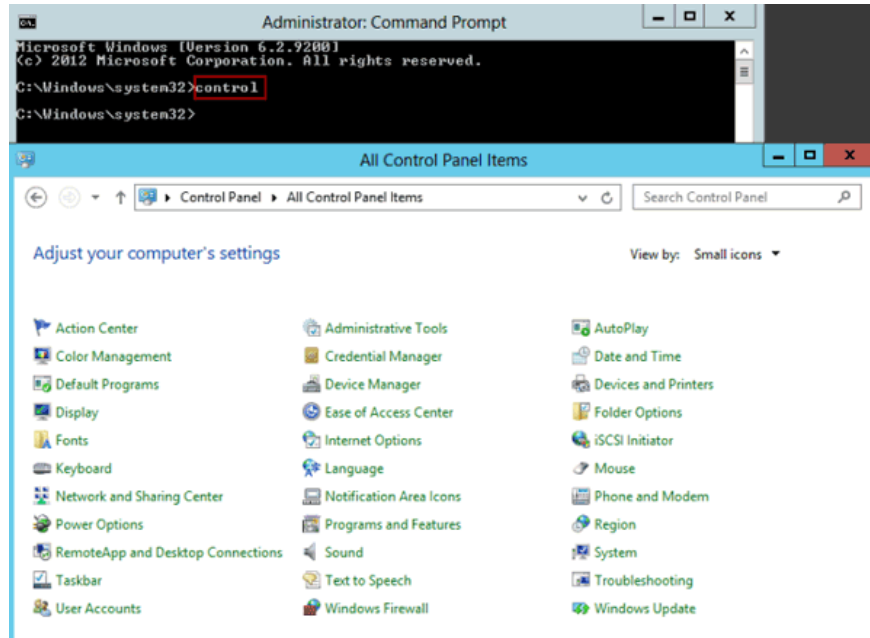 Administrator: Command Prompt
Microsoft Windows [Version 6.2.9200]
(c) 2012 Microsoft Corporation. All rights reserved.
C:\Windows\system32>control
C:\Windows\system32>
All Control Panel Items
Control Panel All Control Panel Items Search Control Panel
Adjust your computer's settings View by: Small icons
Action Center Administrative Tools AutoPlay
Color Management Credential Manager Date and Time
Default Programs Device Manager Devices and Printers
Display Ease of Access Center Folder Options
Fonts Internet Options iSCSI Initiator
Keyboard Language Mouse
Network and Sharing Center Notification Area Icons Phone and Modem
Power Options Programs and Features Region
RemoteApp and Desktop Connections Sound System
Taskbar Text to Speech Troubleshooting
User Accounts Windows Firewall Windows Update